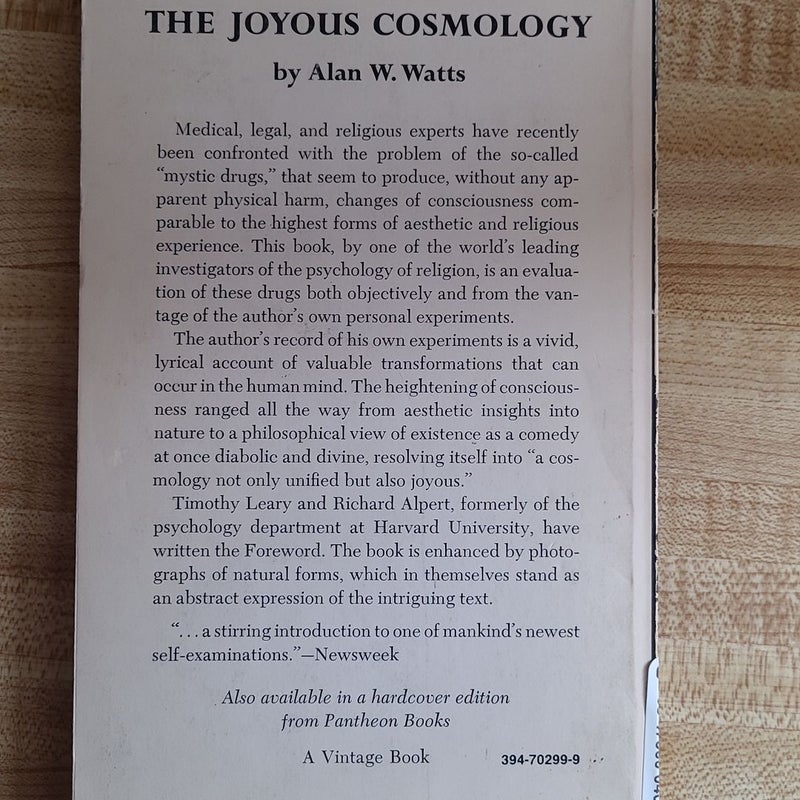 THE JOYOUS COSMOLOGY
by Alan W. Watts
Medical, legal, and religious experts have recently
been confronted with the problem of the so-called
“mystic drugs,” that seem to produce, without any ap-
parent physical harm, changes of consciousness com-
parable to the highest forms of aesthetic and religious
experience. This book, by one of the world’s leading
investigators of the psychology of religion, is an evalua-
tion of these drugs both objectively and from the van-
tage of the author’s own personal experiments.
The author’s record of his own experiments is a vivid,
lyrical account of valuable transformations that can
occur in the human mind. The heightening of conscious-
ness ranged all the way from aesthetic insights into
nature to a philosophical view of existence as a comedy
at once diabolic and divine, resolving itself into “a cos-
mology not only unified but also joyous.”
Timothy Leary and Richard Alpert, formerly of the
psychology department at Harvard University, have
written the Foreword. The book is enhanced by photo-
graphs of natural forms, which in themselves stand as
an abstract expression of the intriguing text.
“. . . a stirring introduction to one of mankind’s newest
self-examinations.”—Newsweek
Also available in a hardcover edition
from Pantheon Books
A Vintage Book
394-70299-9